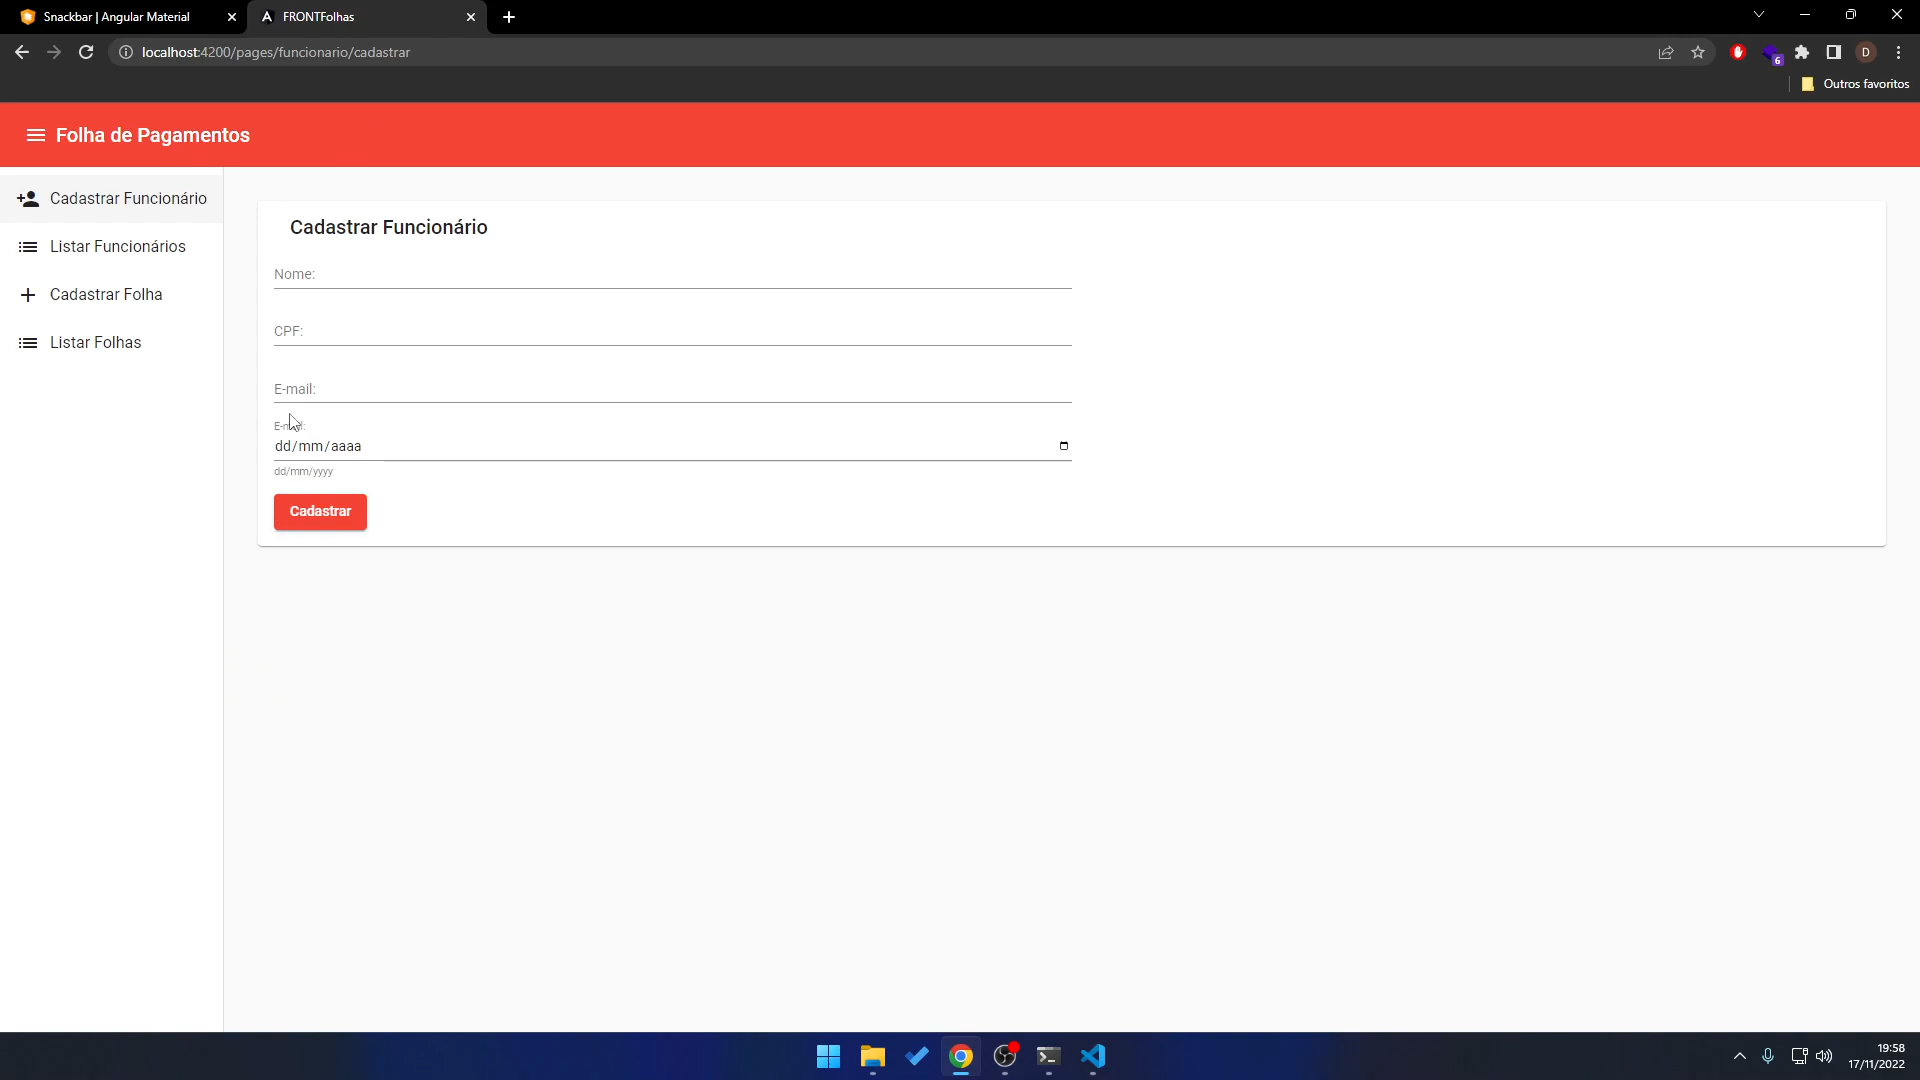 Snackbar | Angular Material
FRONTFolhas
localhost:4200/pages/funcionario/cadastrar
6
D
Outros favoritos
Folha de Pagamentos
Cadastrar Funcionário
Listar Funcionários
Cadastrar Folha
Listar Folhas
Cadastrar Funcionário
Nome:
CPF:
E-mail:
E-mail:
dd/mm/aaaa
dd/mm/yyyy
Cadastrar
19:58
17/11/2022